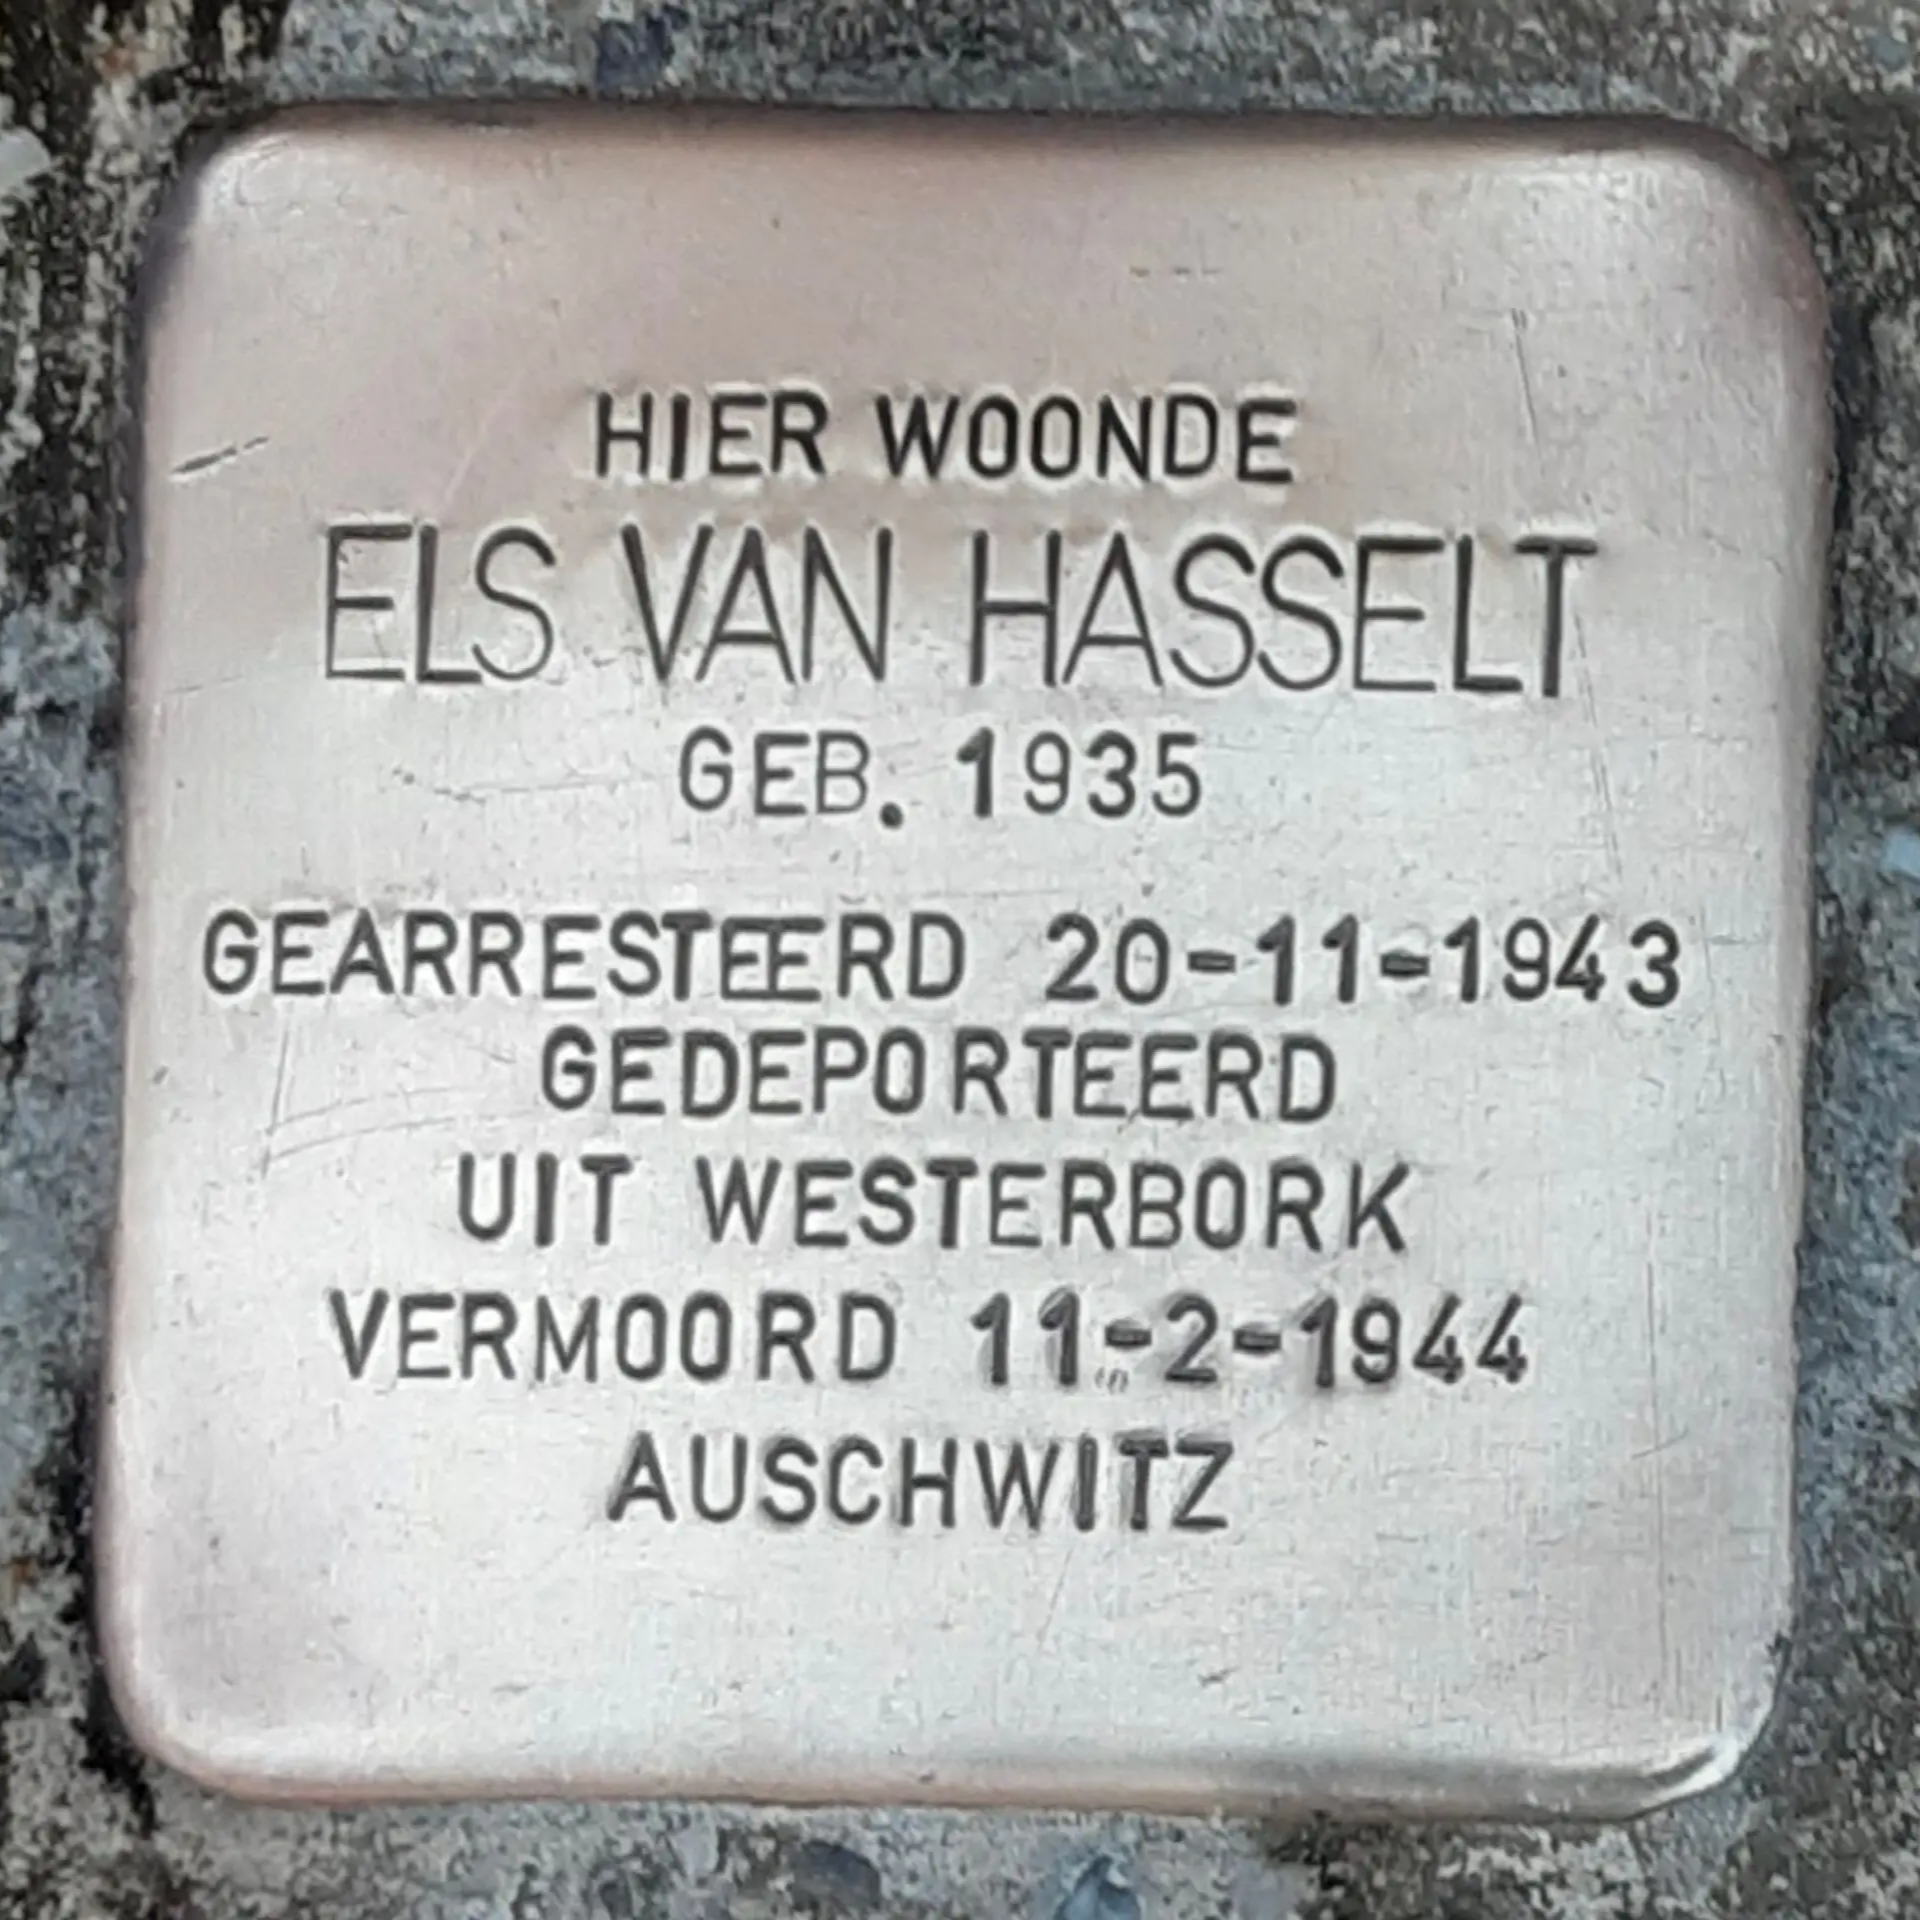 HIER WOONDE
ELS VAN HASSELT
GEB. 1935
GEARRESTEERD 20-11-1943
GEDEPORTEERD
UIT WESTERBORK
VERMOORD 11-2-1944
AUSCHWITZ